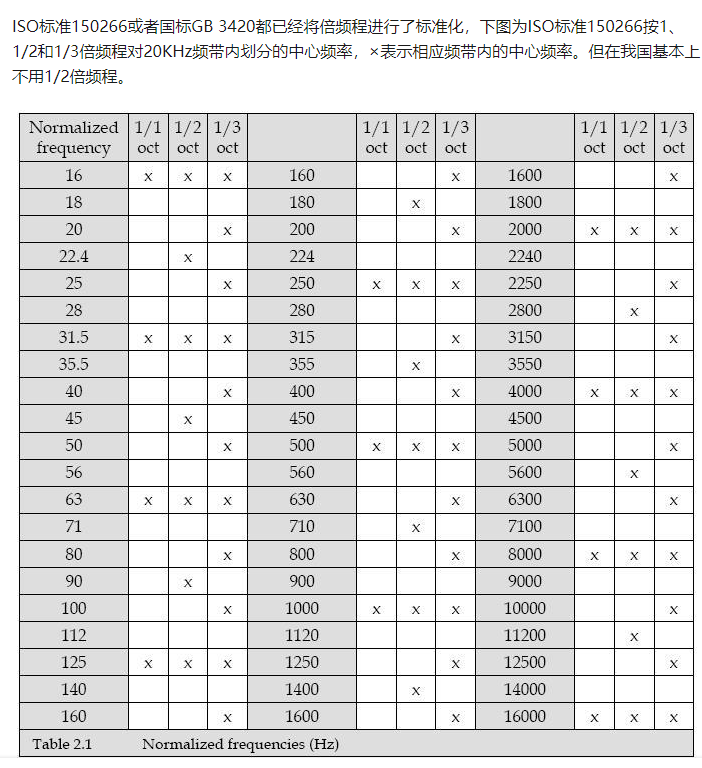 ISO标准150266或者国标GB 3420都已经将倍频程进行了标准化，下图为ISO标准150266按1、
1/2和1/3倍频程对20KHz频带内划分的中心频率，×表示相应频带内的中心频率。但在我国基本上
不用1/2倍频程。
Normalized frequency 1/1 oct 1/2 oct 1/3 oct 1/1 oct 1/2 oct 1/3 oct 1/1 oct 1/2 oct 1/3 oct
16 x x x 160 x 1600 x
18 180 x 1800
20 x 200 x 2000 x x x
22.4 x 224 2240
25 x 250 x x x 2250 x
28 280 2800 x
31.5 x x x 315 x 3150 x
35.5 355 x 3550
40 x 400 x 4000 x x x
45 x 450 4500
50 x 500 x x x 5000 x
56 560 5600 x
63 x x x 630 x 6300 x
71 710 x 7100
80 x 800 x 8000 x x x
90 x 900 9000
100 x 1000 x x x 10000 x
112 1120 11200 x
125 x x x 1250 x 12500 x
140 1400 x 14000
160 x 1600 x 16000 x x x
Table 2.1 Normalized frequencies (Hz)